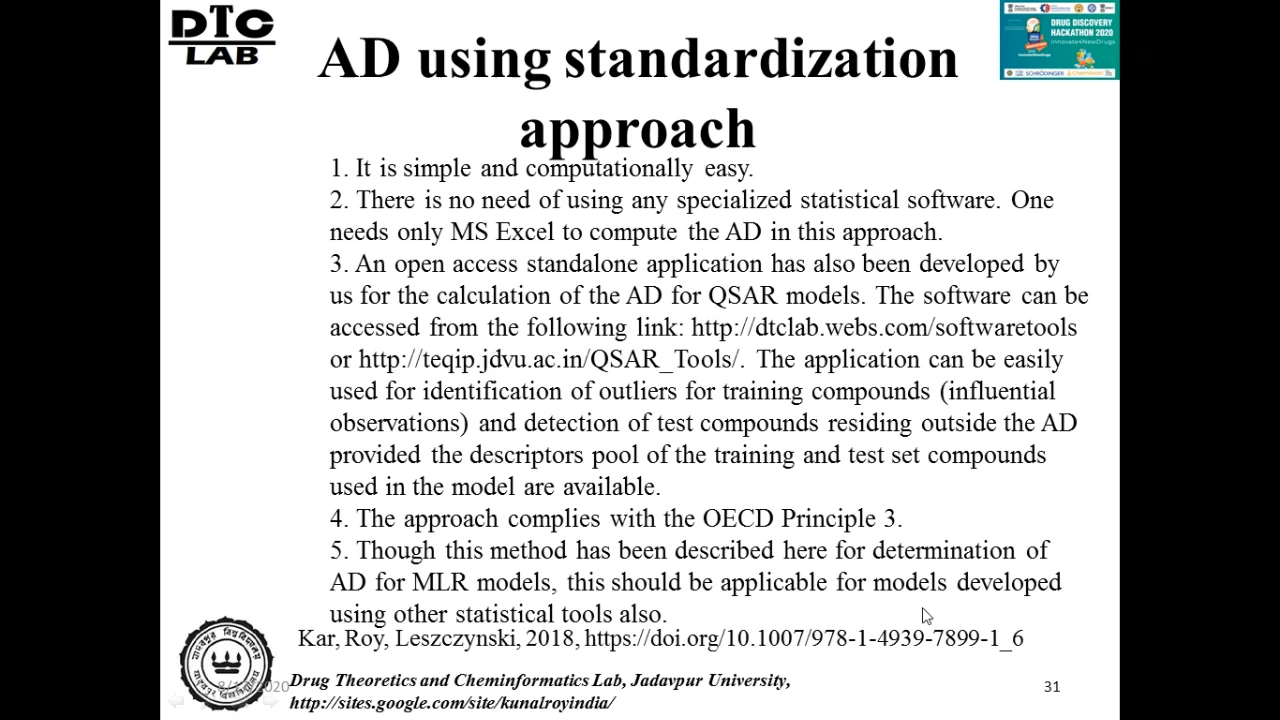 DTC
LAB
DRUG DISCOVERY
HACKATHON 2020
AD using standardization
approach
1. It is simple and computationally easy.
2. There is no need of using any specialized statistical software. One
needs only MS Excel to compute the AD in this approach.
3. An open access standalone application has also been developed by
us for the calculation of the AD for QSAR models. The software can be
accessed from the following link: http://dtclab.webs.com/softwaretools
or http://teqip.jdvu.ac.in/QSAR_Tools/. The application can be easily
used for identification of outliers for training compounds (influential
observations) and detection of test compounds residing outside the AD
provided the descriptors pool of the training and test set compounds
used in the model are available.
4. The approach complies with the OECD Principle 3.
5. Though this method has been described here for determination of
AD for MLR models, this should be applicable for models developed
using other statistical tools also.
Kar, Roy, Leszczynski, 2018, https://doi.org/10.1007/978-1-4939-7899-1_6
Drug Theoretics and Cheminformatics Lab, Jadavpur University,
http://sites.google.com/site/kunalroyindia/
31